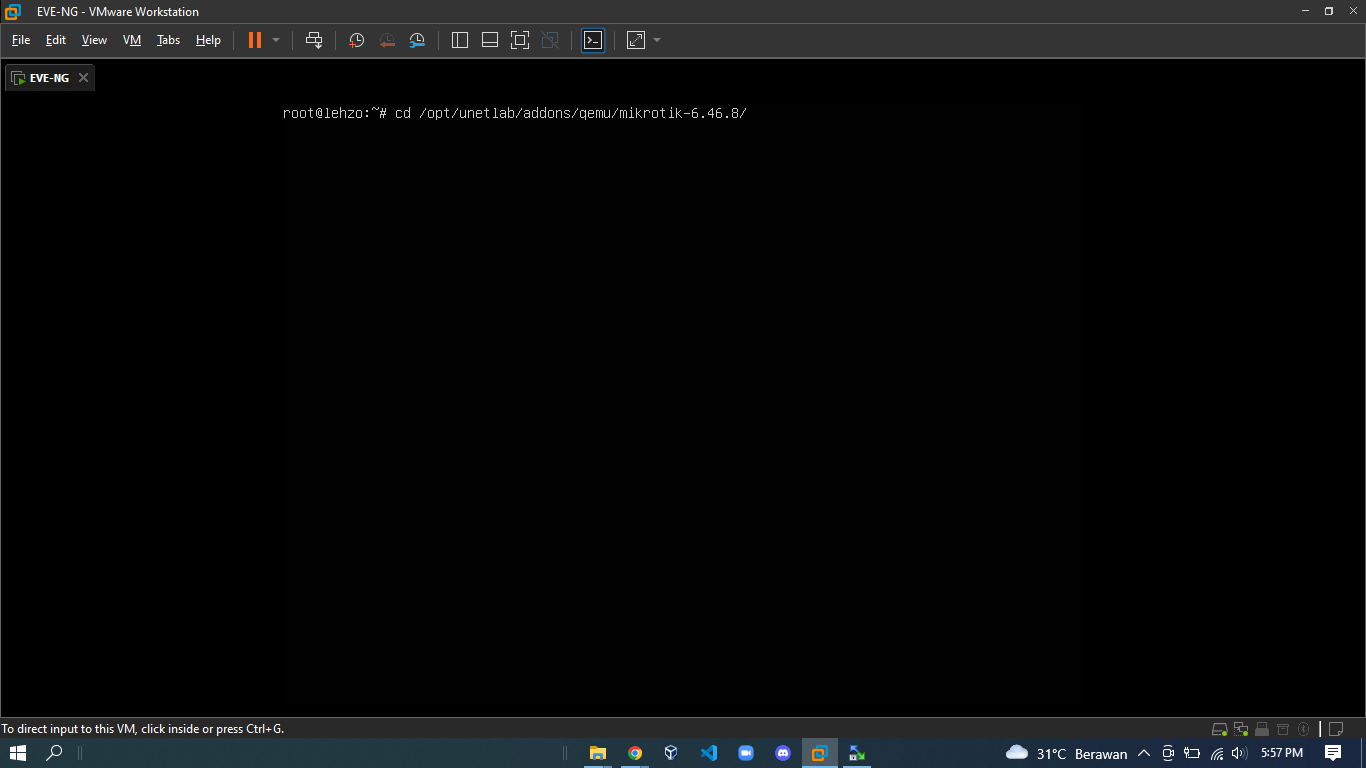 EVE-NG - VMware Workstation
File Edit View VM Tabs Help
EVE-NG
root@lehzo:~# cd /opt/unetlab/addons/qemu/mikrotik-6.46.8/
To direct input to this VM, click inside or press Ctrl+G.
31°C Berawan 5:57 PM